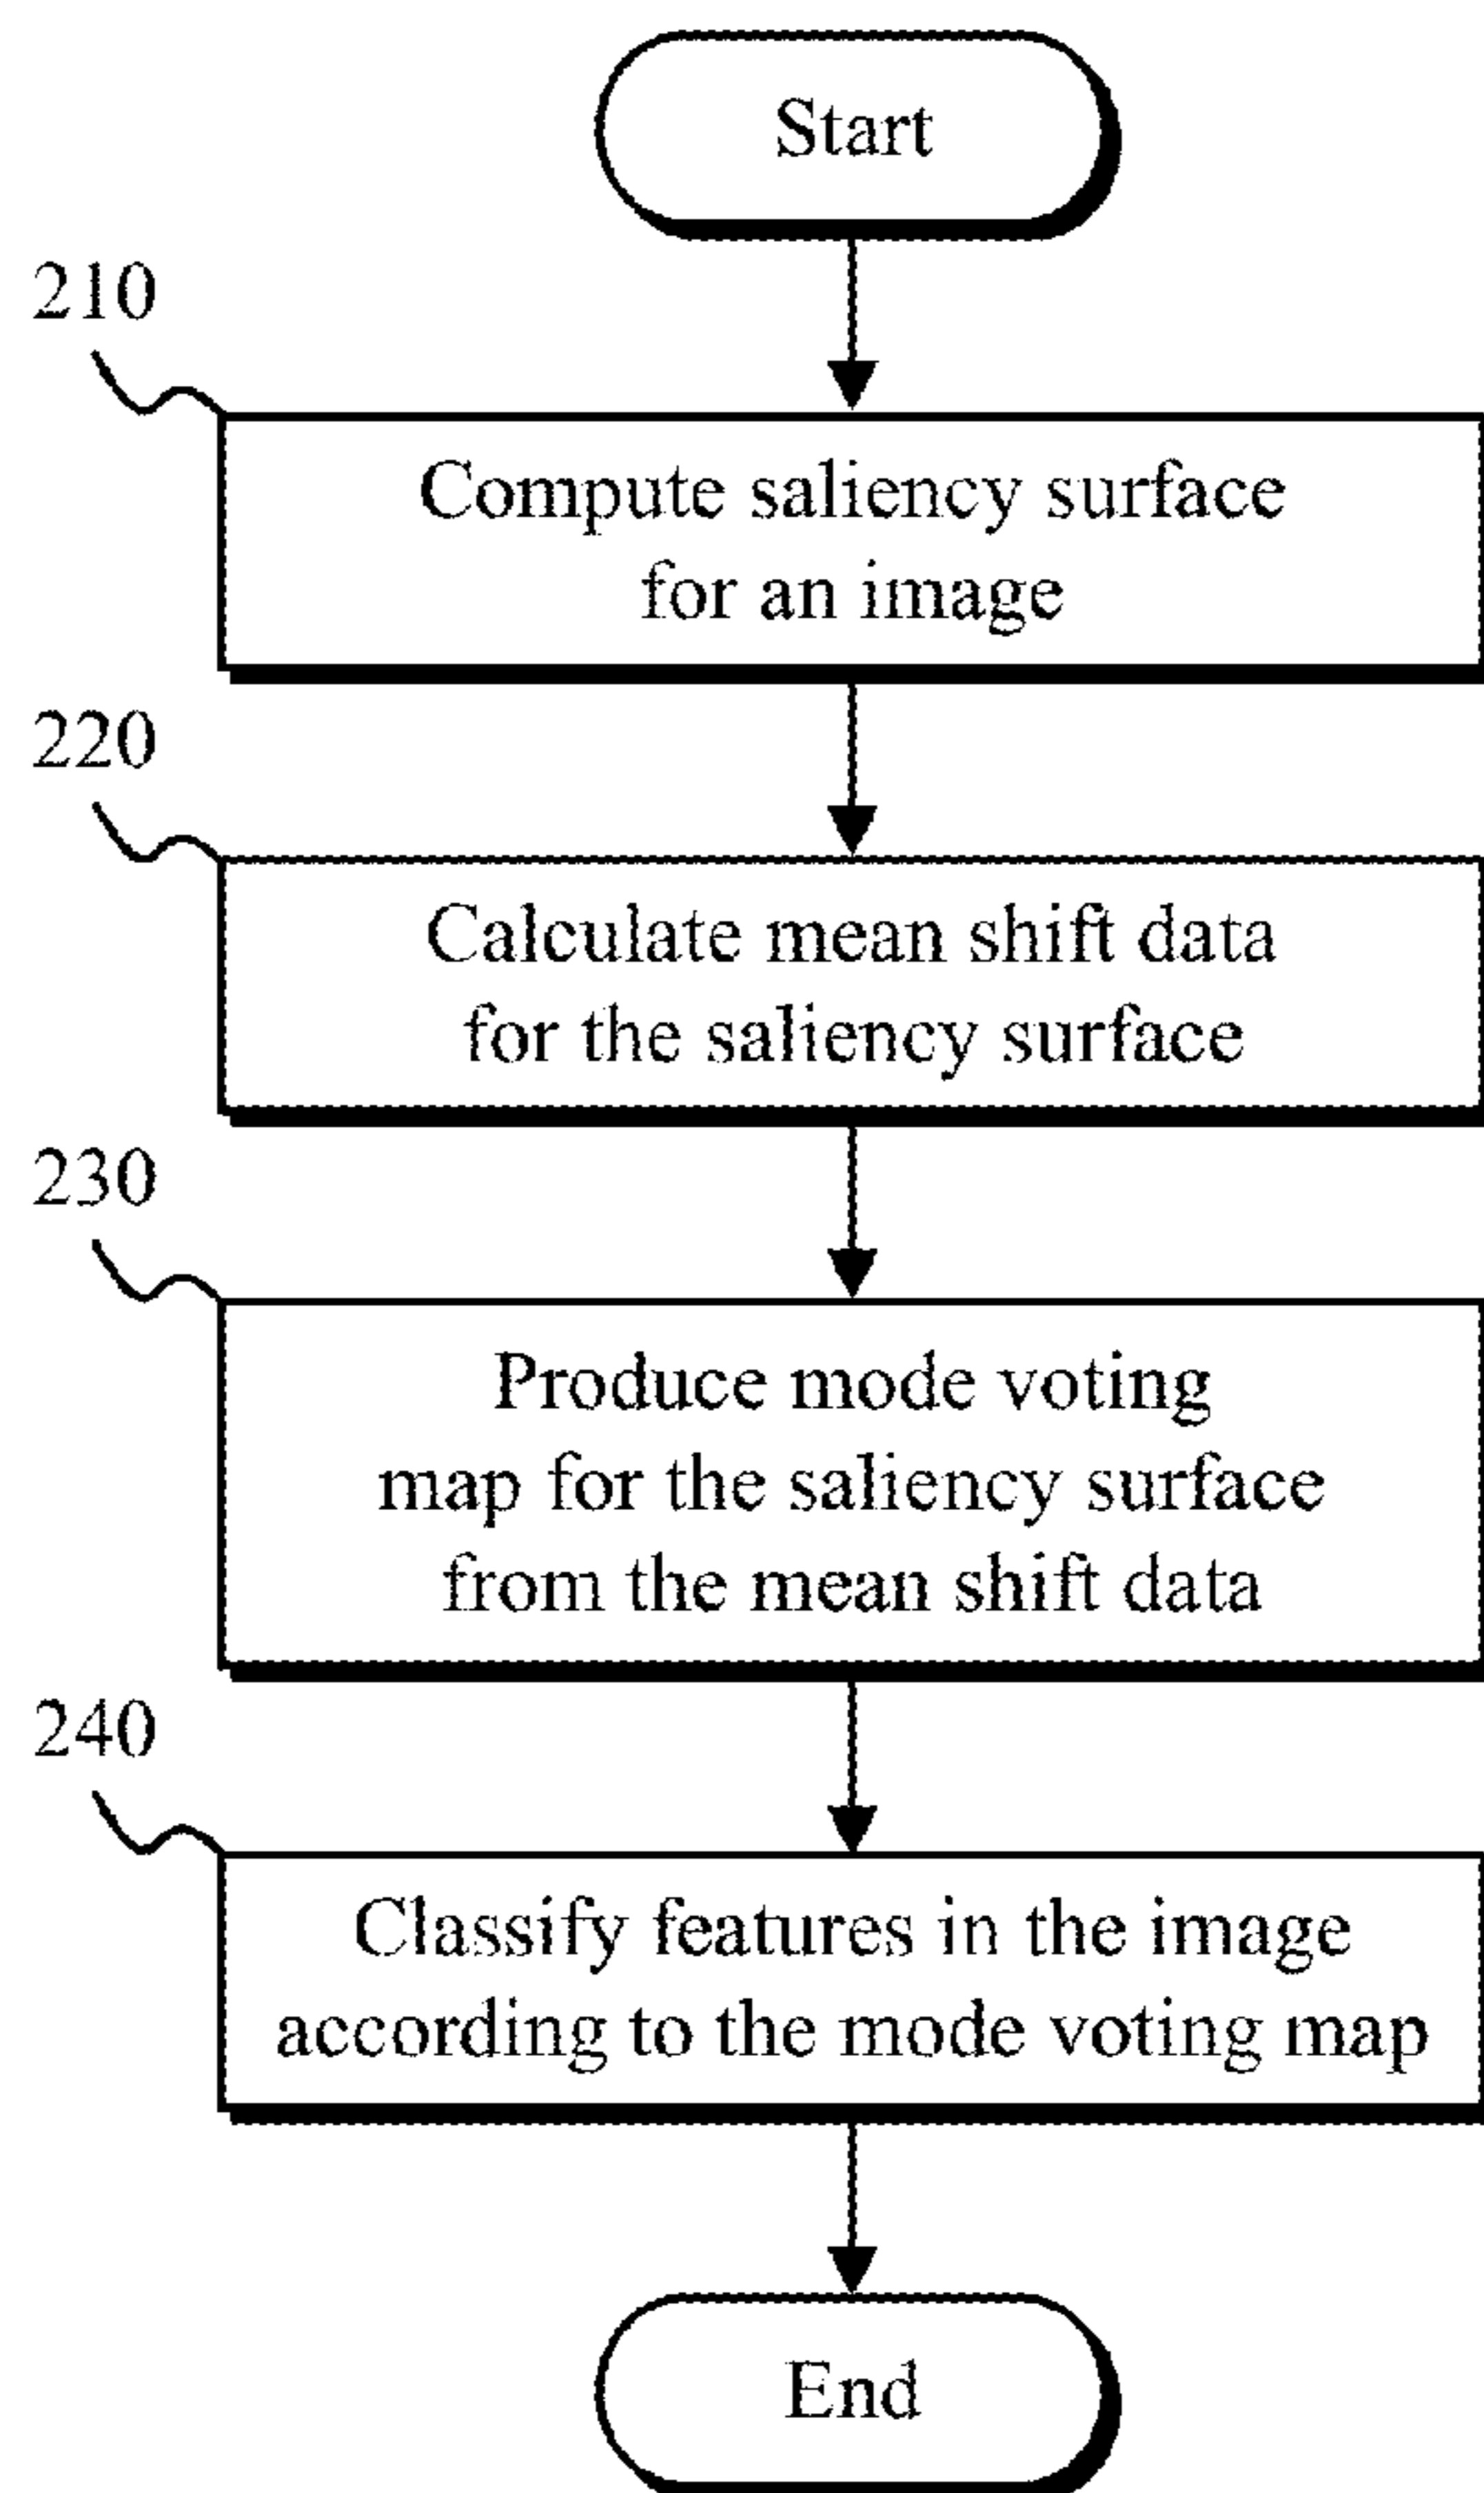 Start
210
Compute saliency surface
for an image
220
Calculate mean shift data
for the saliency surface
230
Produce mode voting
map for the saliency surface
from the mean shift data
240
Classify features in the image
according to the mode voting map
End